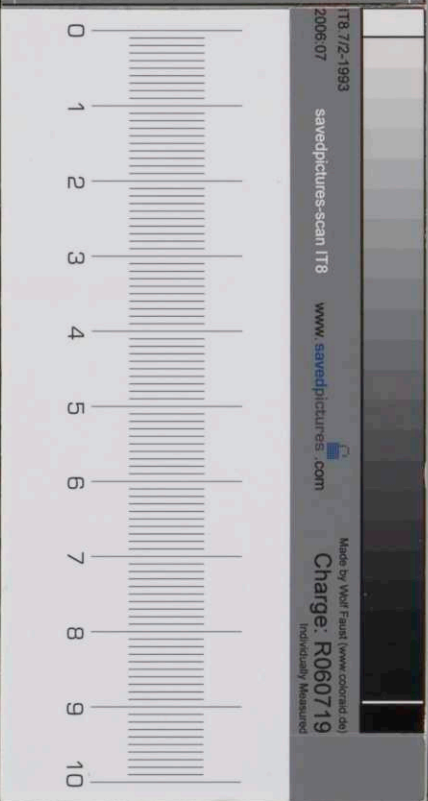 IT8.7/2-1993
2006:07
savedpictures-scan IT8
www.savedpictures.com
Made by Wolf Faust (www.coloraid.de)
Charge: R060719
Individually Measured
0
1
2
3
4
5
6
7
8
9
10